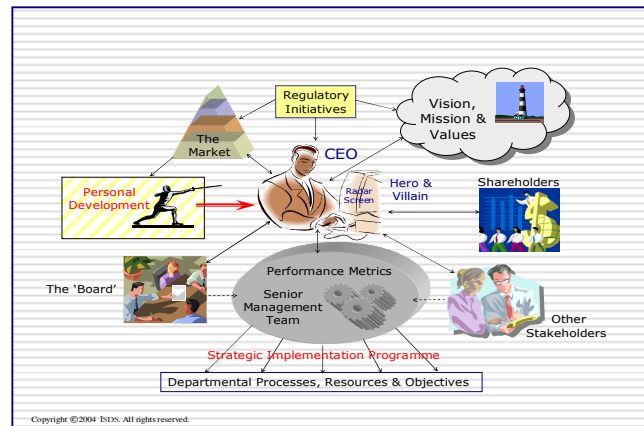 Regulatory
Initiatives
Vision,
Mission &
Values
The
Market
CEO
Personal
Development
Radar
Screen
Hero &
Villain
Shareholders
The ‘Board’
Performance Metrics
Senior
Management
Team
Other
Stakeholders
Strategic Implementation Programme
Departmental Processes, Resources & Objectives
Copyright ©2004 ISDS. All rights reserved.